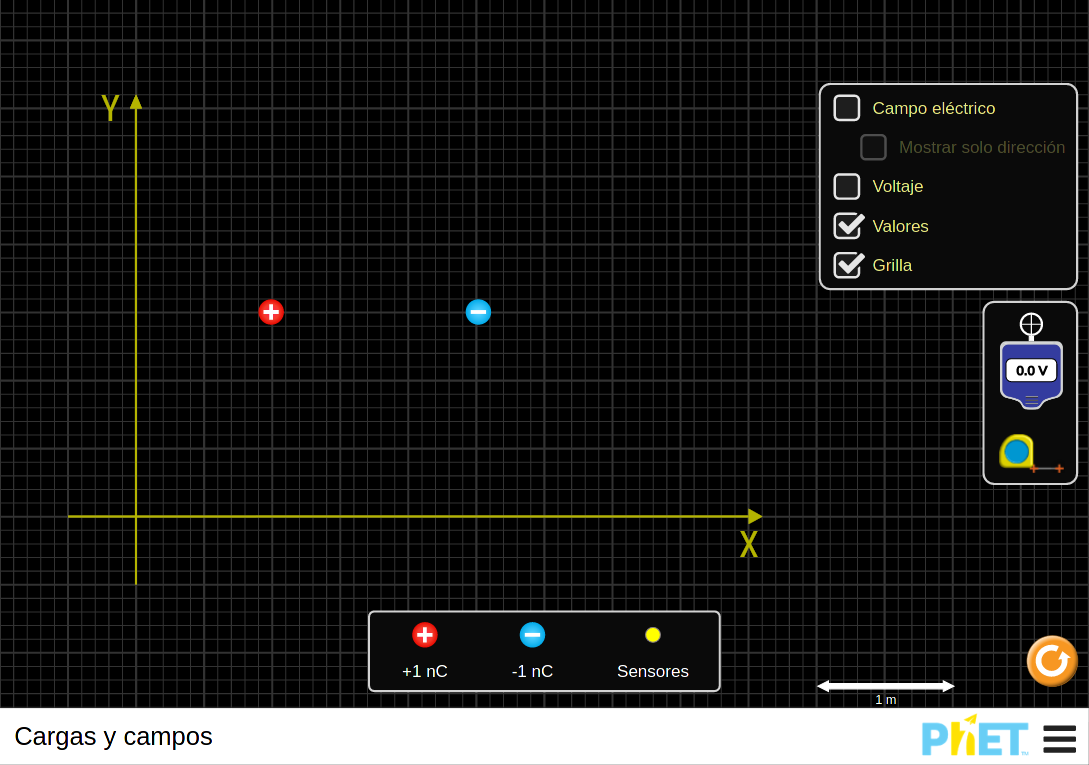 Y
Campo eléctrico
Mostrar solo dirección
Voltaje
Valores
Grilla
0.0 V
X
+1 nC
-1 nC
Sensores
1 m
Cargas y campos
PhET